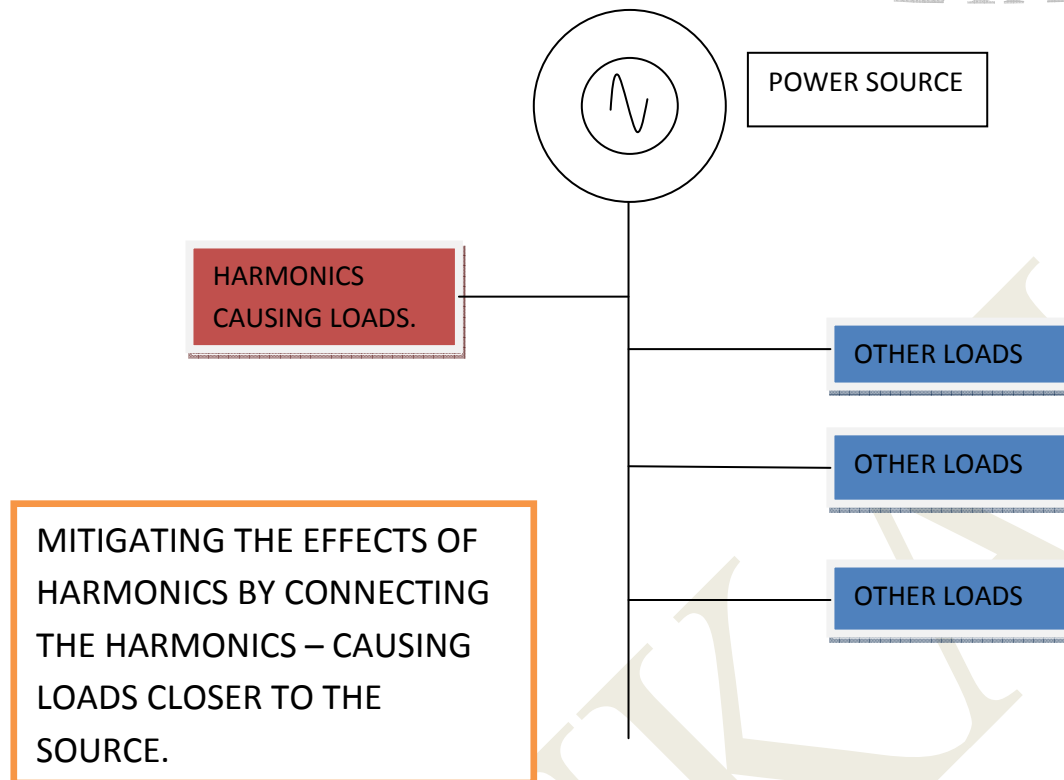 POWER SOURCE
HARMONICS
CAUSING LOADS.
OTHER LOADS
OTHER LOADS
OTHER LOADS
MITIGATING THE EFFECTS OF
HARMONICS BY CONNECTING
THE HARMONICS – CAUSING
LOADS CLOSER TO THE
SOURCE.